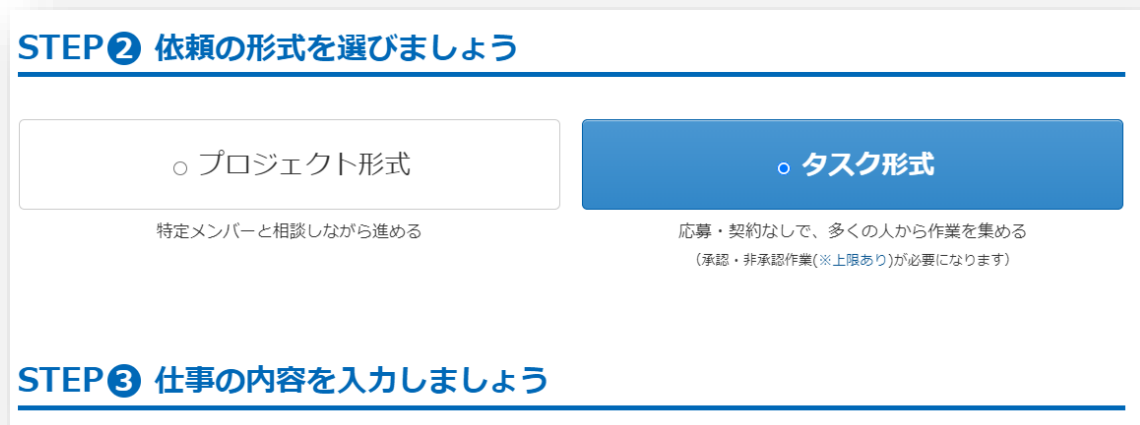 STEP❷ 依頼の形式を選びましょう
プロジェクト形式
タスク形式
特定メンバーと相談しながら進める
応募・契約なしで、多くの人から作業を集める
（承認・非承認作業(※上限あり)が必要になります）
STEP❸ 仕事の内容を入力しましょう